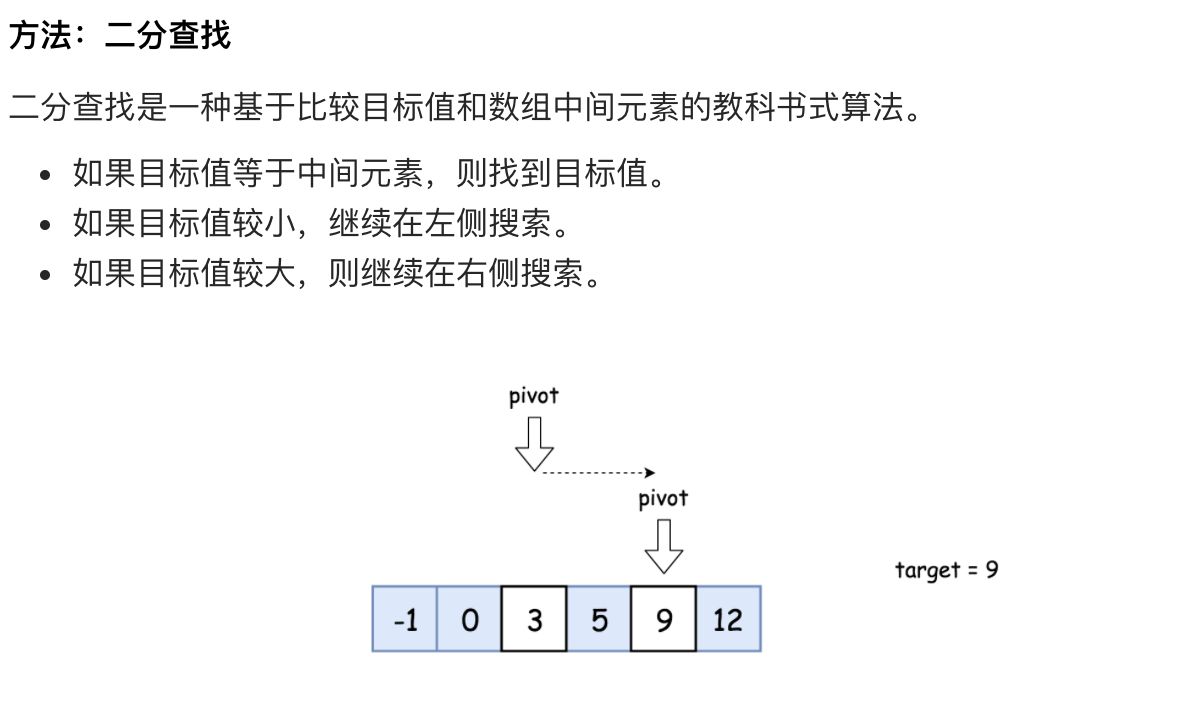 方法：二分查找
二分查找是一种基于比较目标值和数组中间元素的教科书式算法。
如果目标值等于中间元素，则找到目标值。
如果目标值较小，继续在左侧搜索。
如果目标值较大，则继续在右侧搜索。
pivot
pivot
target = 9
-1 0 3 5 9 12